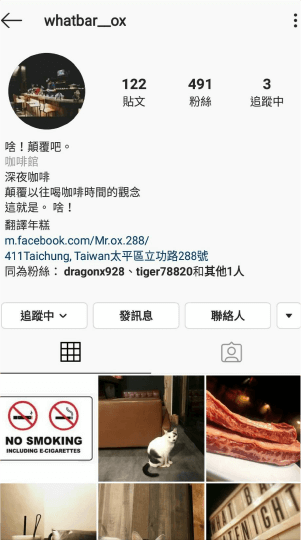 whatbar__ox
122
491
3
貼文
粉絲
追蹤中
啥！顛覆吧。
咖啡館
深夜咖啡
顛覆以往喝咖啡時間的觀念
這就是。 啥！
翻譯年糕
m.facebook.com/Mr.ox.288/
411Taichung, Taiwan太平區立功路288號
同為粉絲： dragonx928、tiger78820和其他1人
追蹤中
發訊息
聯絡人
NO SMOKING
INCLUDING E-CIGARETTES